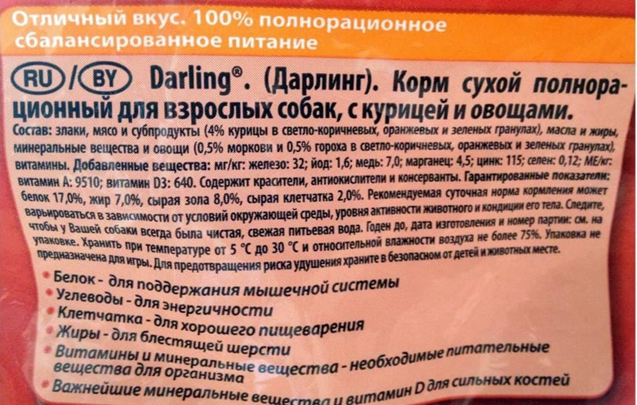 Отличный вкус. 100% полнорационное
сбалансированное питание
RU/BY Darling®. (Дарлинг). Корм сухой полнора-
ционный для взрослых собак, с курицей и овощами.
Состав: злаки, мясо и субпродукты (4% курицы в светло-коричневых, оранжевых и зеленых гранулах), масла и жиры,
минеральные вещества и овощи (0,5% моркови и 0,5% гороха в светло-коричневых, оранжевых и зеленых гранулах),
витамины. Добавленные вещества: мг/кг: железо: 32; йод: 1,6; медь: 7,0; марганец: 4,5; цинк: 115; селен: 0,12; МЕ/кг:
витамин А: 9510; витамин D3: 640. Содержит красители, антиокислители и консерванты. Гарантированные показатели:
белок 17,0%, жир 7,0%, сырая зола 8,0%, сырая клетчатка 2,0%. Рекомендуемая суточная норма кормления может
варьироваться в зависимости от условий окружающей среды, уровня активности животного и кондиции его тела. Следите,
чтобы у Вашей собаки всегда была чистая, свежая питьевая вода. Годен до, дата изготовления и номер партии: см. на
упаковке. Хранить при температуре от 5 °C до 30 °C и относительной влажности воздуха не более 75%. Упаковка не
предназначена для игры. Для предотвращения риска удушения храните в безопасном от детей и животных месте.
• Белок - для поддержания мышечной системы
• Углеводы - для энергичности
• Клетчатка - для хорошего пищеварения
• Жиры - для блестящей шерсти
• Витамины и минеральные вещества - необходимые питательные
вещества для организма
• Важнейшие минеральные вещества и витамин D для сильных костей